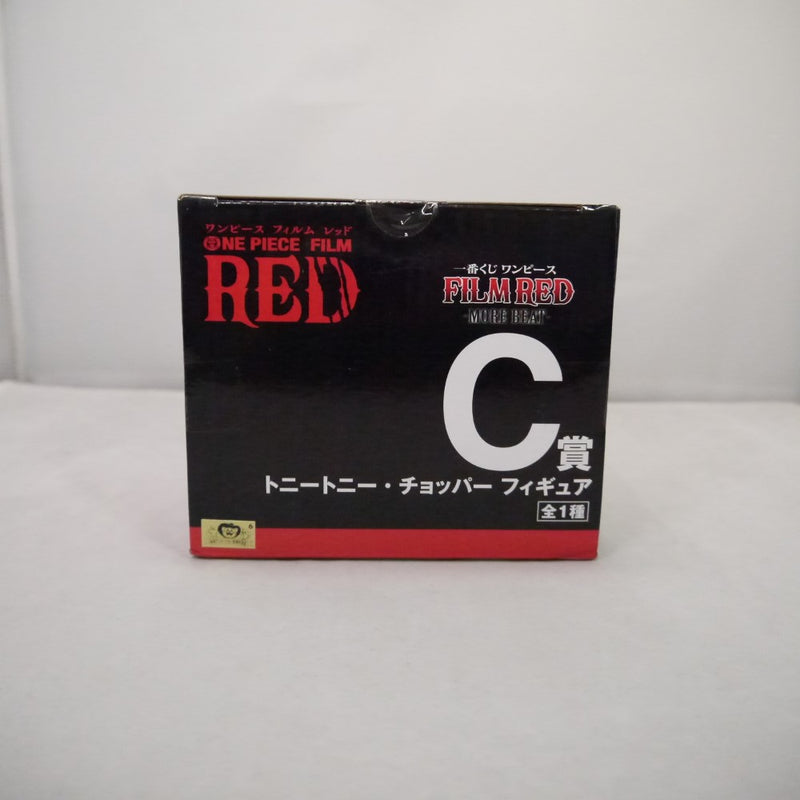 ワンピース フィルム レッド
ONE PIECE FILM
RED
一番くじ ワンピース
FILM RED
-MORE BEAT-
C賞
トニートニー・チョッパー フィギュア
全1種